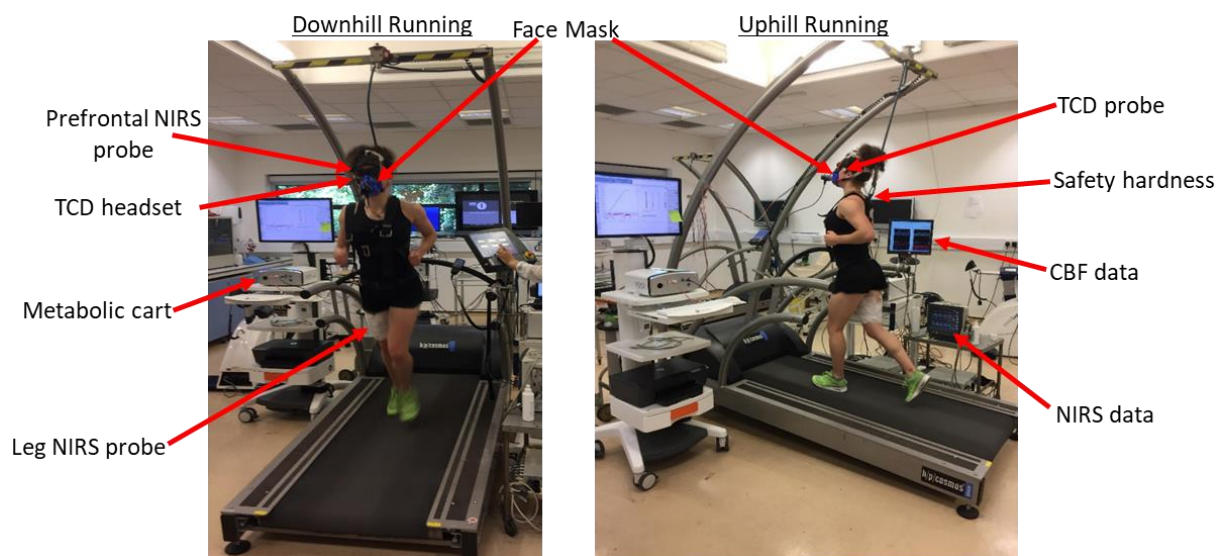 Downhill Running
Face Mask
Uphill Running
Prefrontal NIRS
probe
TCD headset
Metabolic cart
Leg NIRS probe
TCD probe
Safety hardness
CBF data
NIRS data
h/p/cosmos
h/p/cosmos